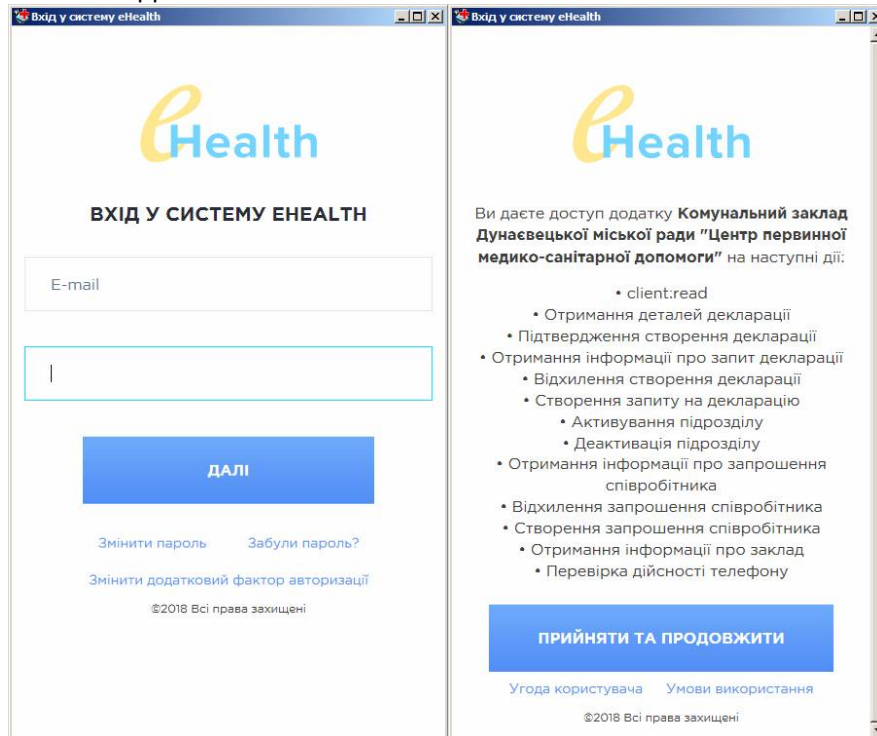 Вхід у систему eHealth
eHealth
ВХІД У СИСТЕМУ EHEALTH
E-mail
ДАЛІ
Змінити пароль Забули пароль?
Змінити додатковий фактор авторизації
©2018 Всі права захищені
Вхід у систему eHealth
eHealth
Ви даєте доступ додатку Комунальний заклад
Дунаєвецької міської ради "Центр первинної
медико-санітарної допомоги" на наступні дії:
• client:read
• Отримання деталей декларації
• Підтвердження створення декларації
• Отримання інформації про запит декларації
• Відхилення створення декларації
• Створення запиту на декларацію
• Активування підрозділу
• Деактивація підрозділу
• Отримання інформації про запрошення
співробітника
• Відхилення запрошення співробітника
• Створення запрошення співробітника
• Отримання інформації про заклад
• Перевірка дійсності телефону
ПРИЙНЯТИ ТА ПРОДОВЖИТИ
Угода користувача Умови використання
©2018 Всі права захищені